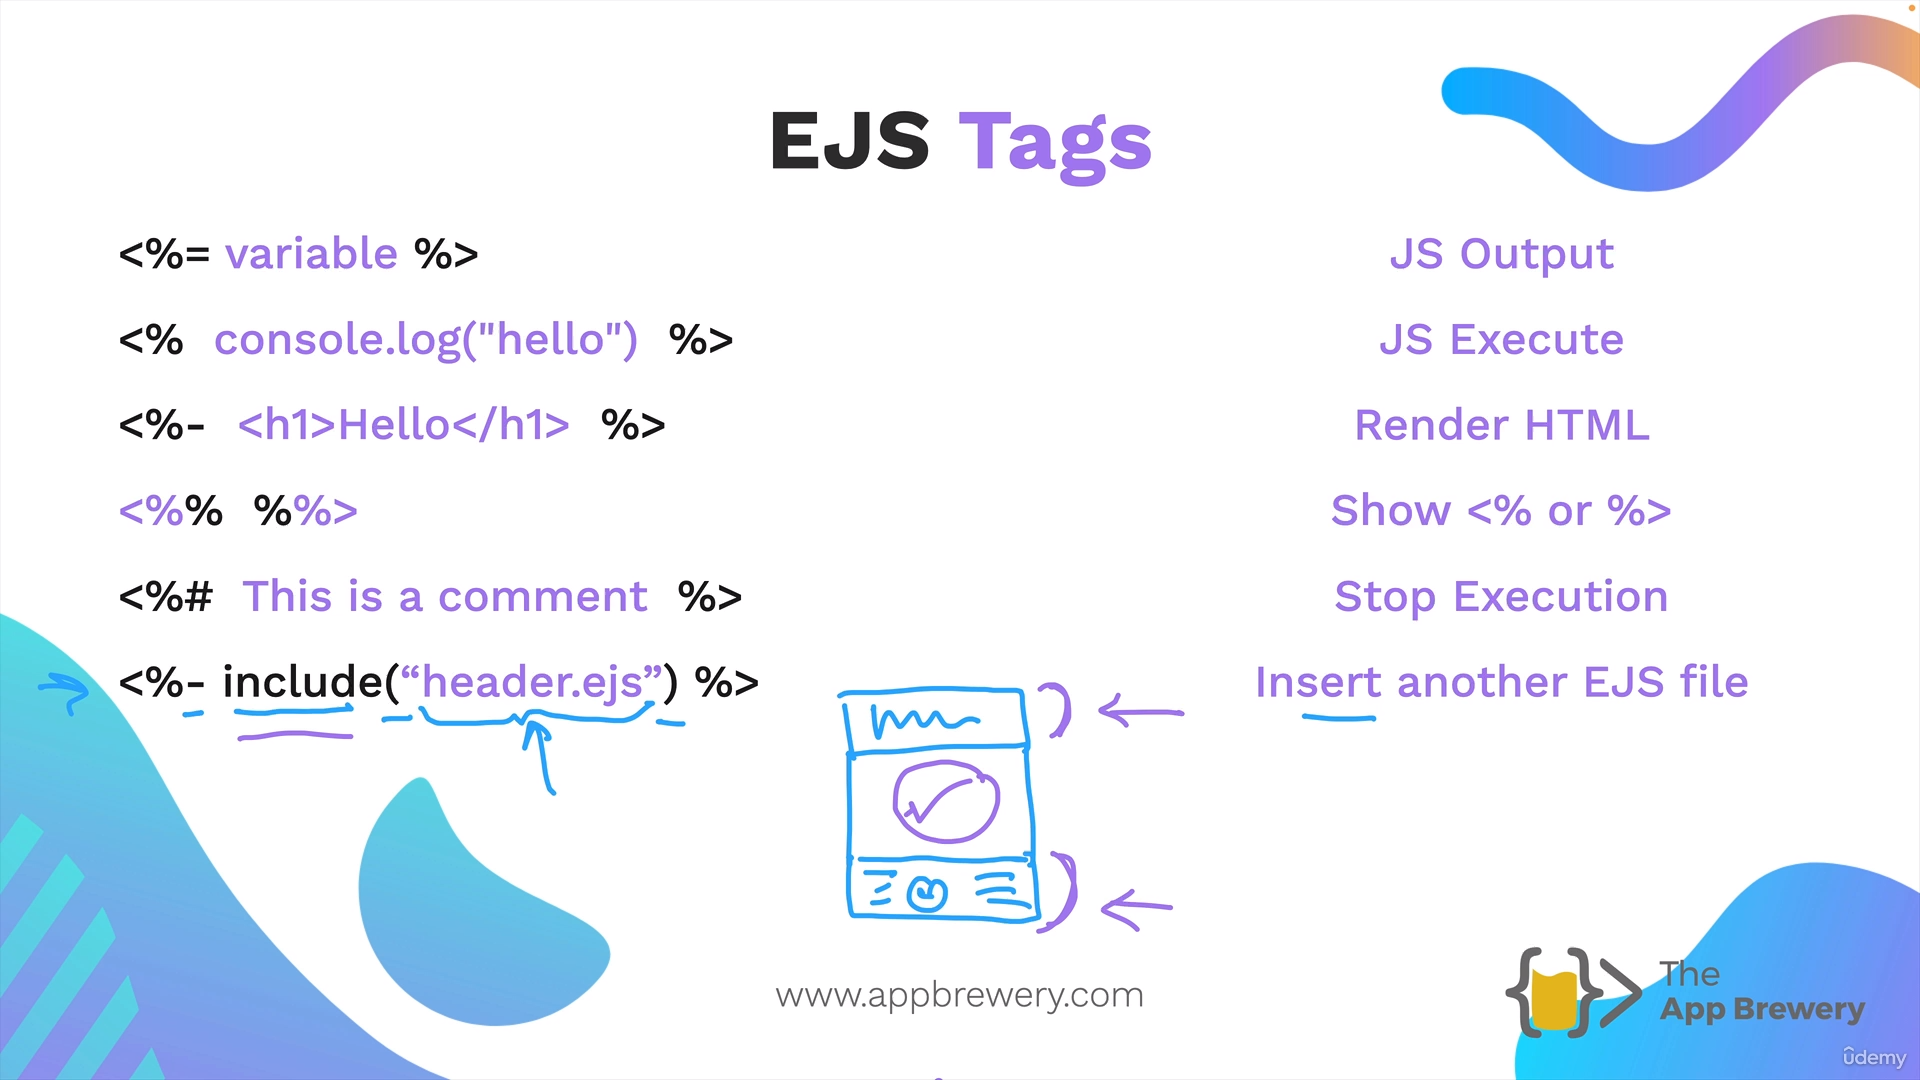 EJS Tags
<%= variable %> JS Output
<% console.log("hello") %> JS Execute
<%- <h1>Hello</h1> %> Render HTML
<%% %%> Show <% or %>
<%# This is a comment %> Stop Execution
<%- include(“header.ejs”) %> Insert another EJS file
www.appbrewery.com
The
App Brewery
ûdemy